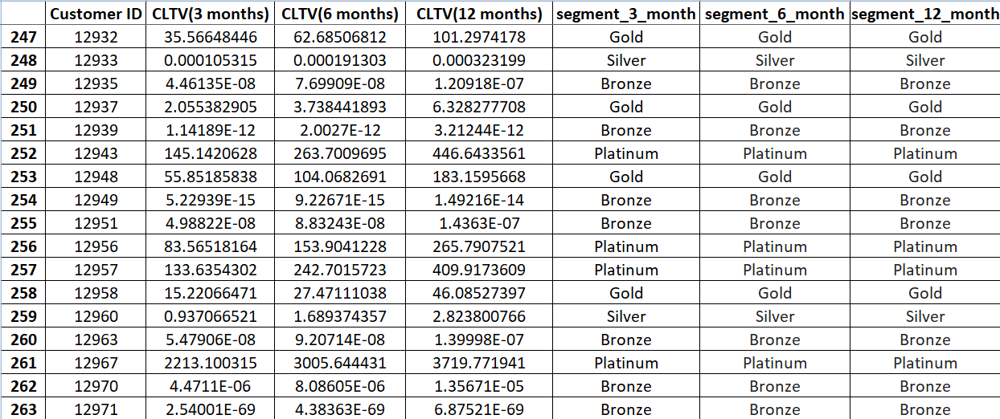 Customer ID CLTV(3 months) CLTV(6 months) CLTV(12 months) segment_3_month segment_6_month segment_12_month
247 12932 35.56648446 62.68506812 101.2974178 Gold Gold Gold
248 12933 0.000105315 0.000191303 0.000323199 Silver Silver Silver
249 12935 4.46135E-08 7.69909E-08 1.20918E-07 Bronze Bronze Bronze
250 12937 2.055382905 3.738441893 6.328277708 Gold Gold Gold
251 12939 1.14189E-12 2.0027E-12 3.21244E-12 Bronze Bronze Bronze
252 12943 145.1420628 263.7009695 446.6433561 Platinum Platinum Platinum
253 12948 55.85185838 104.0682691 183.1595668 Gold Gold Gold
254 12949 5.22939E-15 9.22671E-15 1.49216E-14 Bronze Bronze Bronze
255 12951 4.98822E-08 8.83243E-08 1.4363E-07 Bronze Bronze Bronze
256 12956 83.56518164 153.9041228 265.7907521 Platinum Platinum Platinum
257 12957 133.6354302 242.7015723 409.9173609 Platinum Platinum Platinum
258 12958 15.22066471 27.47111038 46.08527397 Gold Gold Gold
259 12960 0.937066521 1.689374357 2.823800766 Silver Silver Silver
260 12963 5.47906E-08 9.20714E-08 1.39998E-07 Bronze Bronze Bronze
261 12967 2213.100315 3005.644431 3719.771941 Platinum Platinum Platinum
262 12970 4.4711E-06 8.08605E-06 1.35671E-05 Bronze Bronze Bronze
263 12971 2.54001E-69 4.38363E-69 6.87521E-69 Bronze Bronze Bronze